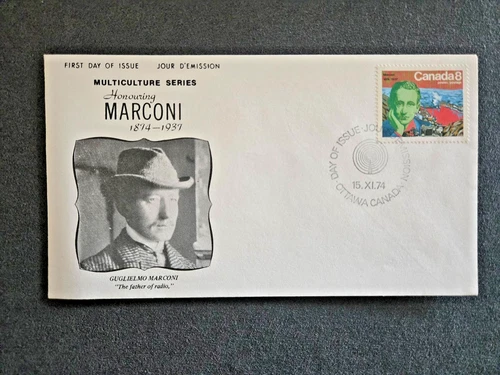 FIRST DAY OF ISSUE JOUR D'EMISSION
MULTICULTURE SERIES
Honouring
MARCONI
1874-1937
GUGLIELMO MARCONI
"The father of radio,"
Canada 8
DAY OF ISSUE JOU
15. XI. 74
OTTAWA CANADA